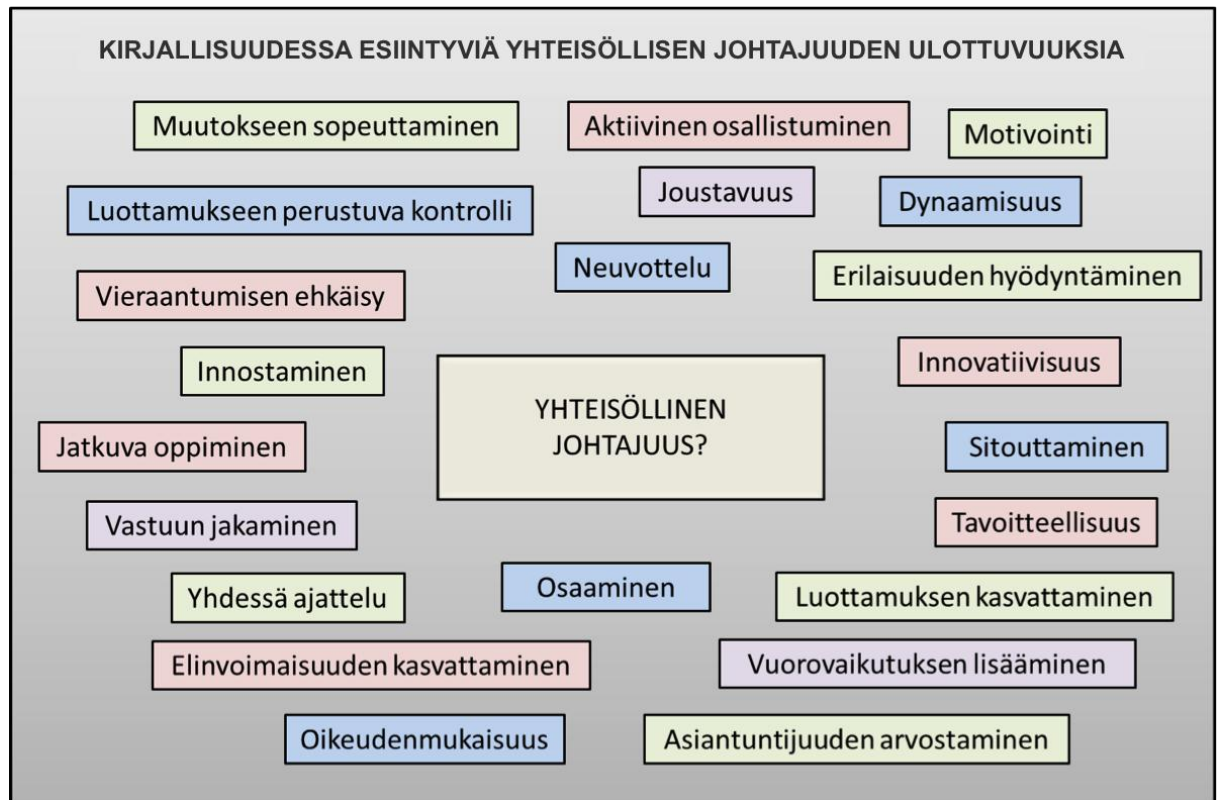 KIRJALLISUUDESSA ESIINTYVIÄ YHTEISÖLLISEN JOHTAJUUDEN ULOTTUVUUKSIA
Muutokseen sopeuttaminen
Aktiivinen osallistuminen
Motivointi
Luottamukseen perustuva kontrolli
Joustavuus
Dynaamisuus
Neuvottelu
Erilaisuuden hyödyntäminen
Vieraantumisen ehkäisy
Innostaminen
Innovatiivisuus
YHTEISÖLLINEN
JOHTAJUUS?
Jatkuva oppiminen
Sitouttaminen
Vastuun jakaminen
Tavoitteellisuus
Yhdessä ajattelu
Osaaminen
Luottamuksen kasvattaminen
Elinvoimaisuuden kasvattaminen
Vuorovaikutuksen lisääminen
Oikeudenmukaisuus
Asiantuntijuuden arvostaminen